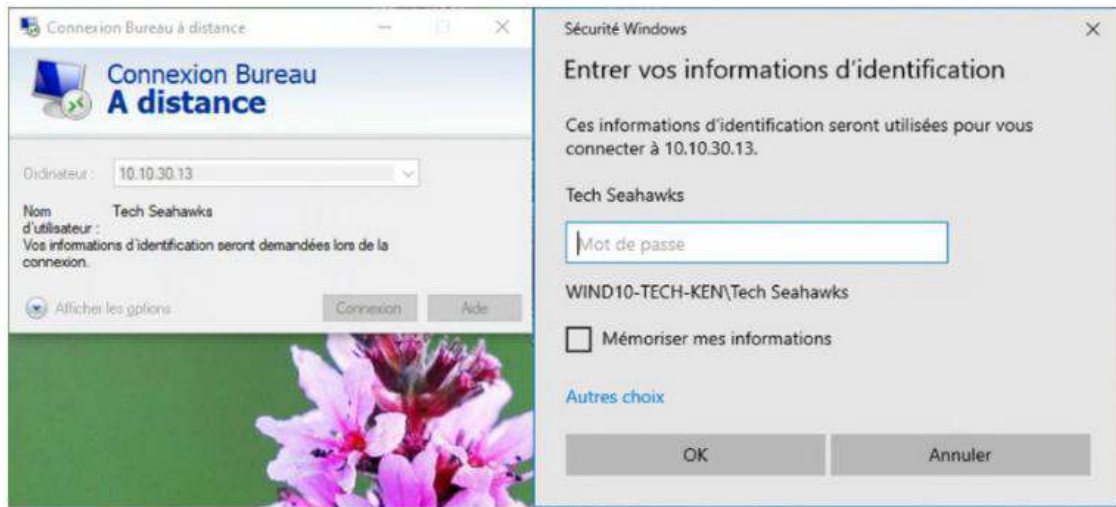 Connexion Bureau à distance
Connexion Bureau
A distance
Ordinateur :
10.10.30.13
Nom
d'utilisateur :
Tech Seahawks
Vos informations d'identification seront demandées lors de la
connexion.
Afficher les options
Connexion
Aide
Sécurité Windows
Entrer vos informations d'identification
Ces informations d'identification seront utilisées pour vous
connecter à 10.10.30.13.
Tech Seahawks
Mot de passe
WIND10-TECH-KEN\Tech Seahawks
Mémoriser mes informations
Autres choix
OK
Annuler